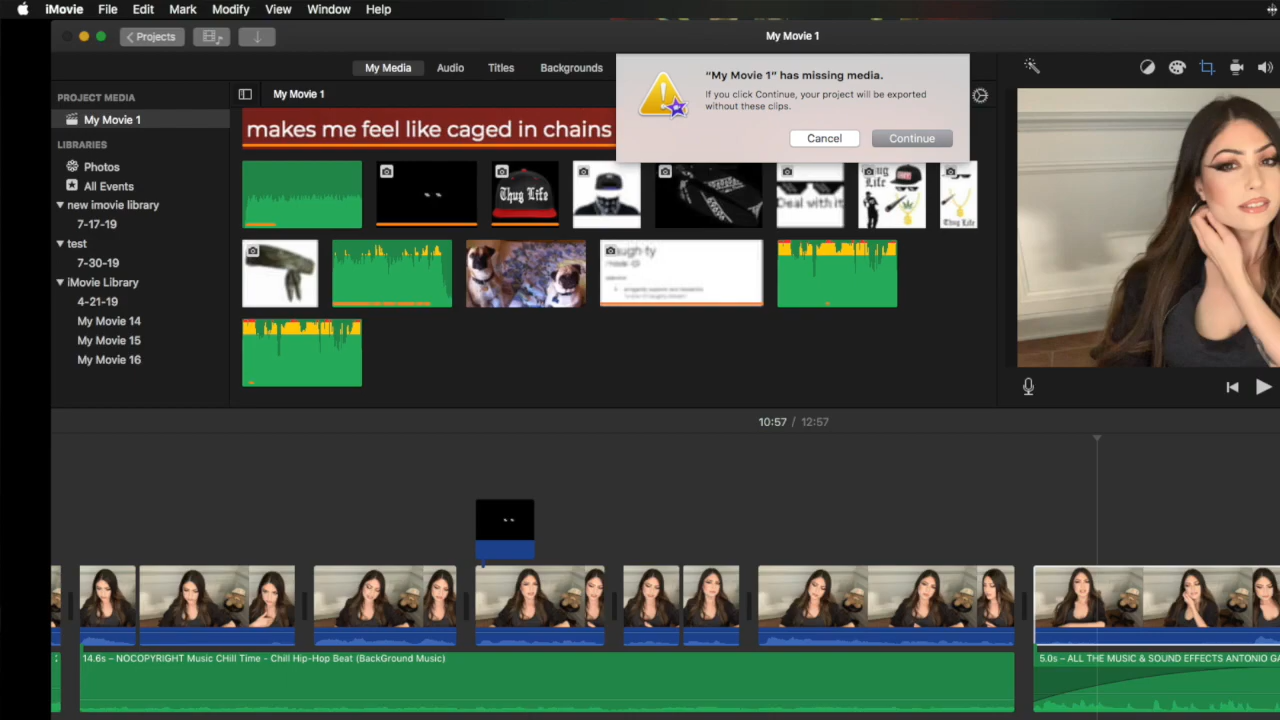 iMovie File Edit Mark Modify View Window Help
Projects
My Movie 1
My Media Audio Titles Backgrounds
PROJECT MEDIA
My Movie 1
LIBRARIES
Photos
All Events
new imovie library
7-17-19
test
7-30-19
iMovie Library
4-21-19
My Movie 14
My Movie 15
My Movie 16
My Movie 1
makes me feel like caged in chains
Thug Life
Deal with it
Thug
Life
Thug Life
"My Movie 1" has missing media.
If you click Continue, your project will be exported
without these clips.
Cancel Continue
10:57 / 12:57
14.6s – NOCOPYRIGHT Music CHill Time - Chill Hip-Hop Beat (BackGround Music)
5.0s – ALL THE MUSIC & SOUND EFFECTS ANTONIO GA